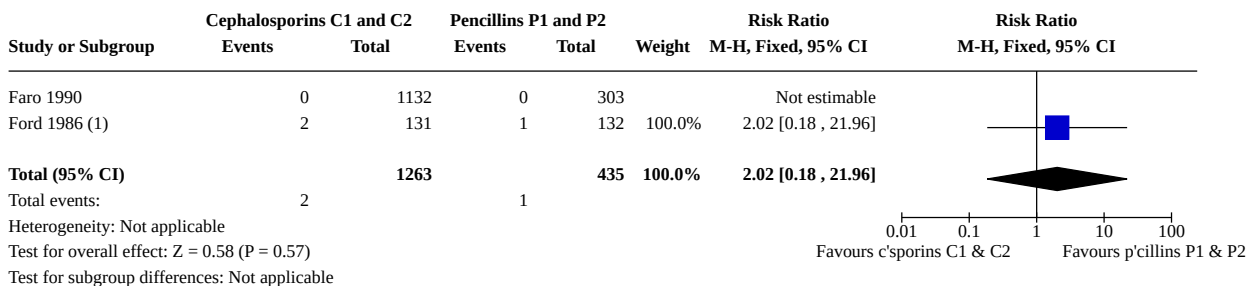 Cephalosporins C1 and C2 Pencillins P1 and P2 Risk Ratio Risk Ratio
Study or Subgroup Events Total Events Total Weight M-H, Fixed, 95% CI M-H, Fixed, 95% CI
Faro 1990 0 1132 0 303 Not estimable
Ford 1986 (1) 2 131 1 132 100.0% 2.02 [0.18 , 21.96]
Total (95% CI) 1263 435 100.0% 2.02 [0.18 , 21.96]
Total events: 2 1
Heterogeneity: Not applicable
0.01 0.1 1 10 100
Test for overall effect: Z = 0.58 (P = 0.57) Favours c'sporins C1 & C2 Favours p'cillins P1 & P2
Test for subgroup differences: Not applicable